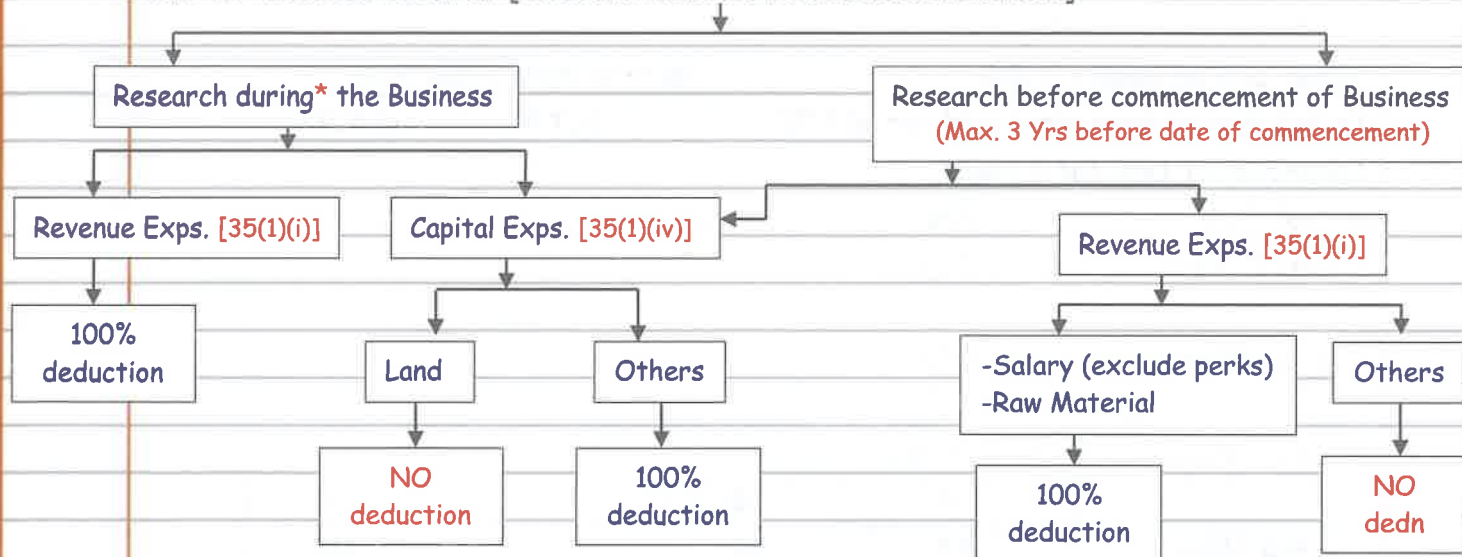 Research during* the Business
Research before commencement of Business
(Max. 3 Yrs before date of commencement)
Revenue Exps. [35(1)(i)]
Capital Exps. [35(1)(iv)]
Revenue Exps. [35(1)(i)]
100%
deduction
Land
Others
-Salary (exclude perks)
-Raw Material
Others
NO
deduction
100%
deduction
100%
deduction
NO
dedn